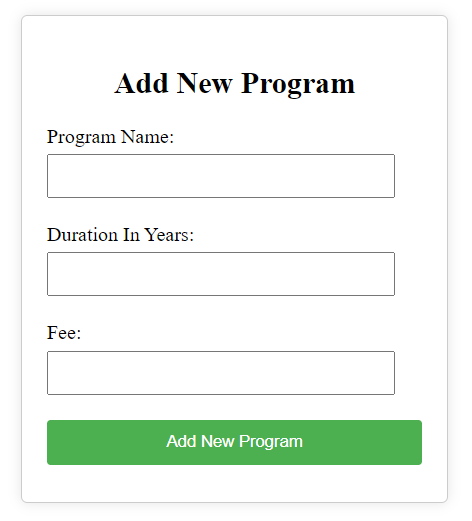 Add New Program
Program Name:
Duration In Years:
Fee:
Add New Program